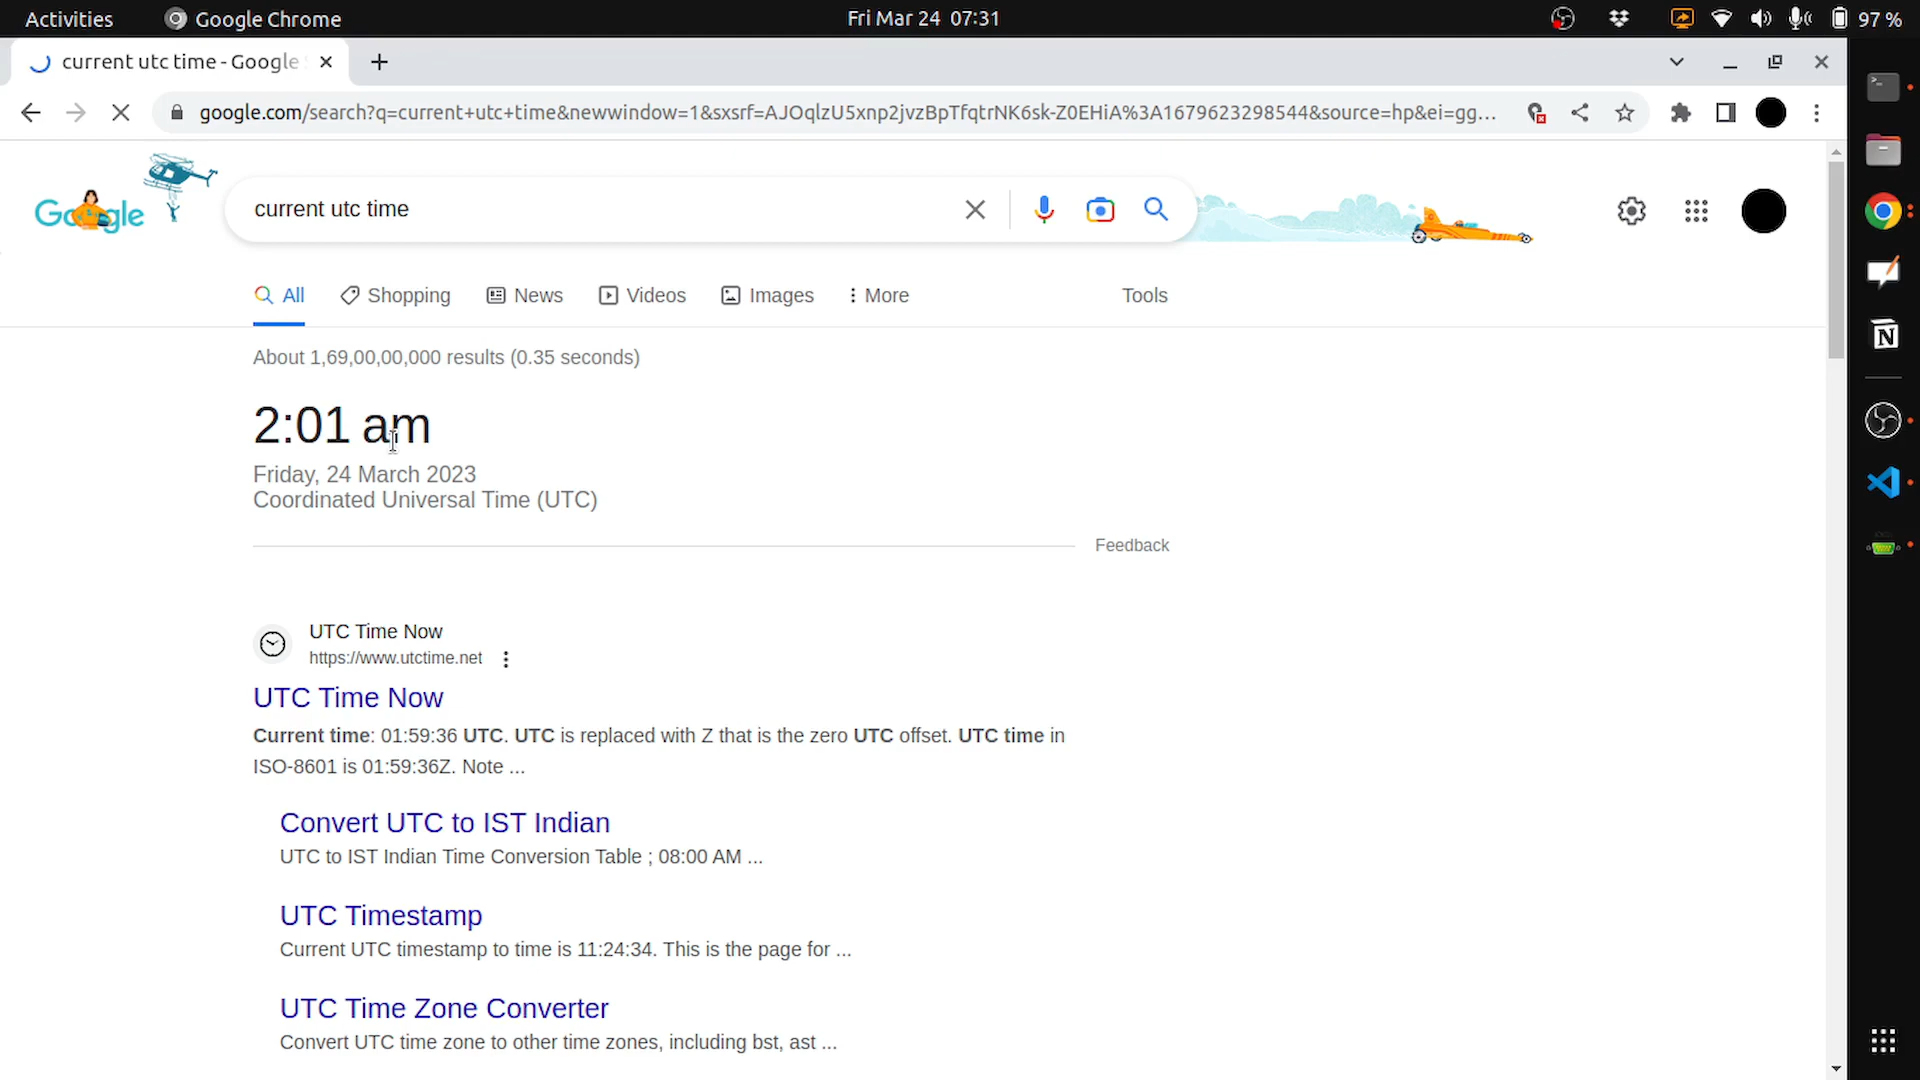 Activities Google Chrome Fri Mar 24 07:31 97 %
current utc time - Google
google.com/search?q=current+utc+time&newwindow=1&sxsrf=AJOqlzU5xnp2jvzBpTfqtrNK6sk-Z0EHiA%3A1679623298544&source=hp&ei=gg...
Google
current utc time
All Shopping News Videos Images More Tools
About 1,69,00,00,000 results (0.35 seconds)
2:01 am
Friday, 24 March 2023
Coordinated Universal Time (UTC)
Feedback
UTC Time Now
https://www.utctime.net
UTC Time Now
Current time: 01:59:36 UTC. UTC is replaced with Z that is the zero UTC offset. UTC time in
ISO-8601 is 01:59:36Z. Note ...
Convert UTC to IST Indian
UTC to IST Indian Time Conversion Table ; 08:00 AM ...
UTC Timestamp
Current UTC timestamp to time is 11:24:34. This is the page for ...
UTC Time Zone Converter
Convert UTC time zone to other time zones, including bst, ast ...